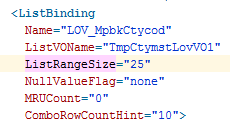 <ListBinding
Name="LOV_MpbkCtycod"
ListVOName="TmpCtymstLovVO1"
ListRangeSize="25"
NullValueFlag="none"
MRUCount="0"
ComboRowCountHint="10">